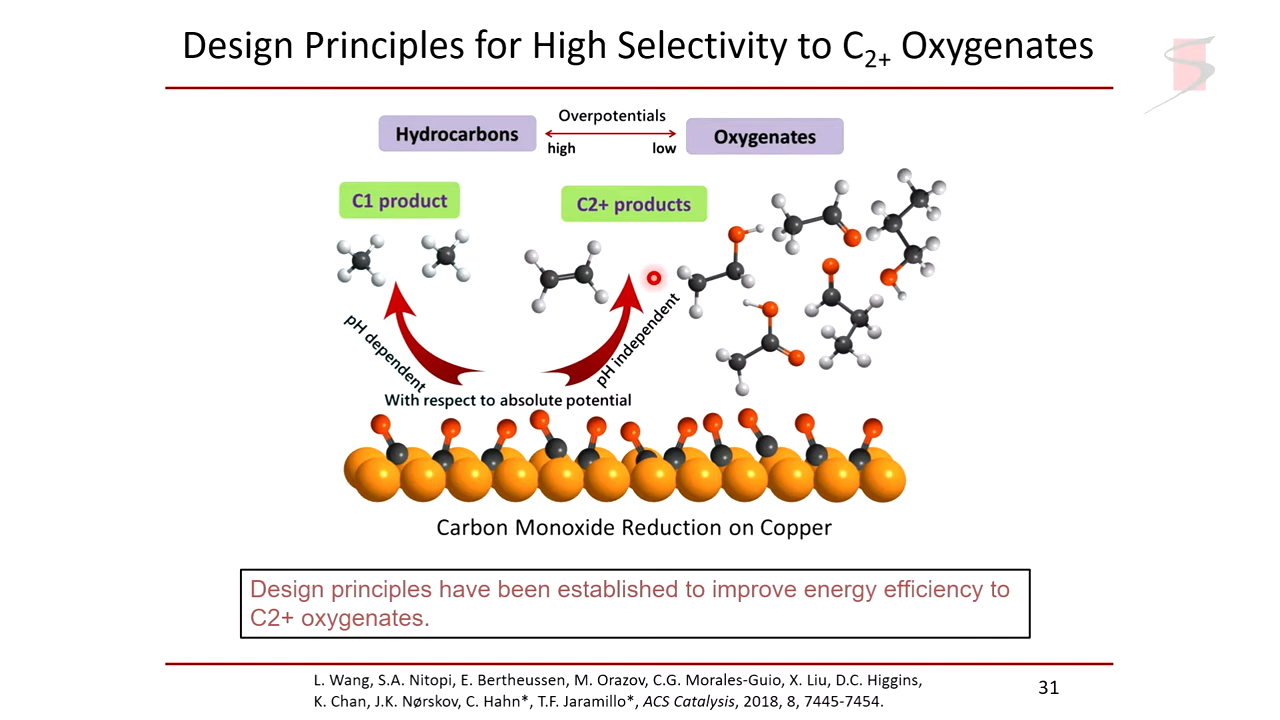 Design Principles for High Selectivity to C2+ Oxygenates
Overpotentials
Hydrocarbons
high
low
Oxygenates
C1 product
C2+ products
pH dependent
pH independent
With respect to absolute potential
Carbon Monoxide Reduction on Copper
Design principles have been established to improve energy efficiency to
C2+ oxygenates.
L. Wang, S.A. Nitopi, E. Bertheussen, M. Orazov, C.G. Morales-Guio, X. Liu, D.C. Higgins,
K. Chan, J.K. Nørskov, C. Hahn*, T.F. Jaramillo*, ACS Catalysis, 2018, 8, 7445-7454.
31